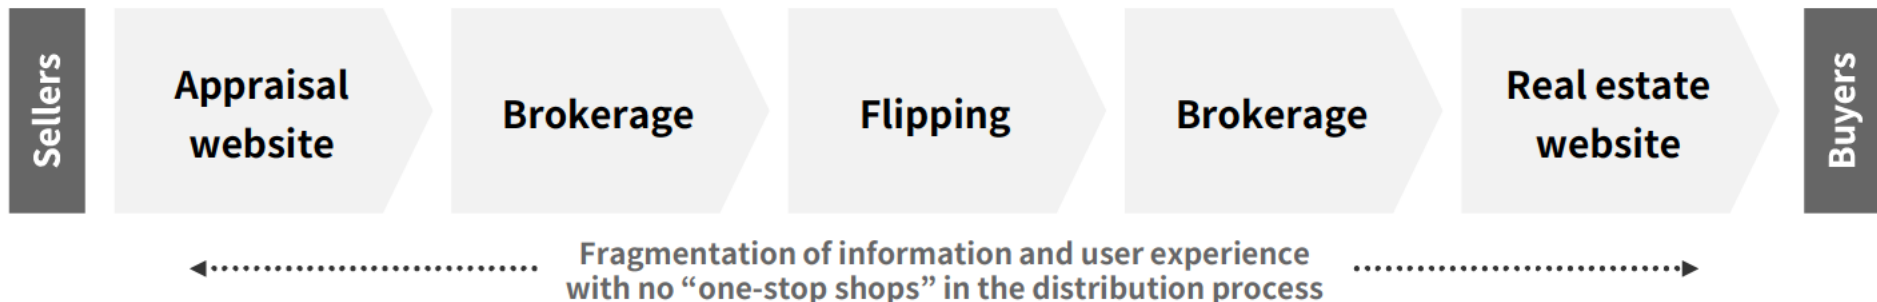 Sellers
Appraisal
website
Brokerage
Flipping
Brokerage
Real estate
website
Buyers
Fragmentation of information and user experience
with no “one-stop shops” in the distribution process